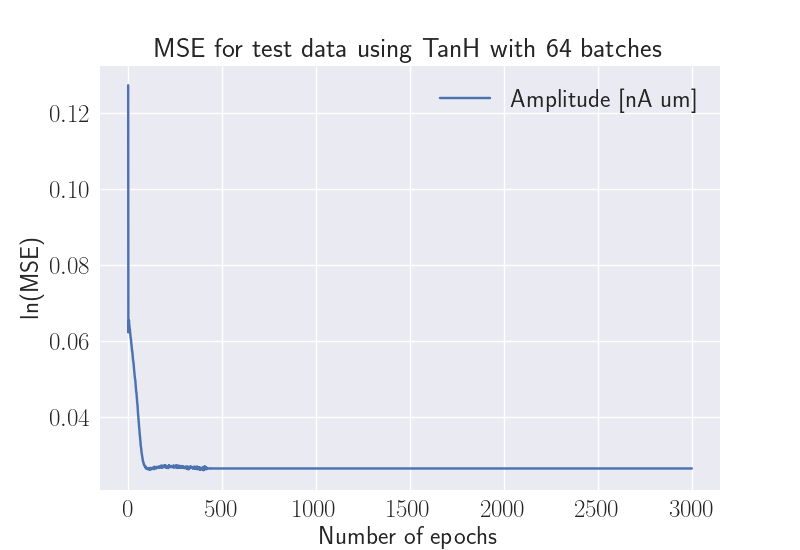 MSE for test data using TanH with 64 batches
Amplitude [nA um]
ln(MSE)
0.12
0.10
0.08
0.06
0.04
0 500 1000 1500 2000 2500 3000
Number of epochs